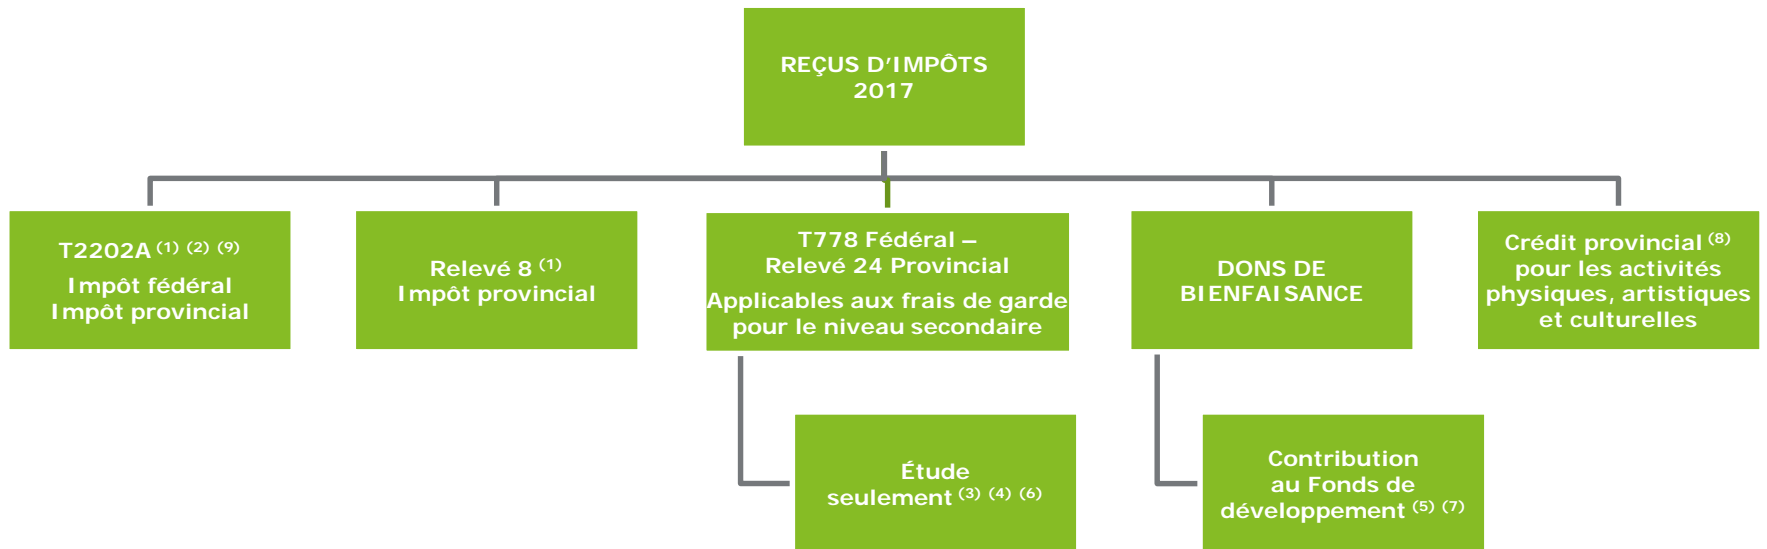 REÇUS D'IMPÔTS
2017
T2202A (1) (2) (9)
Impôt fédéral
Impôt provincial
Relevé 8 (1)
Impôt provincial
T778 Fédéral –
Relevé 24 Provincial
Applicables aux frais de garde
pour le niveau secondaire
DONS DE
BIENFAISANCE
Crédit provincial (8)
pour les activités
physiques, artistiques
et culturelles
Étude
seulement (3) (4) (6)
Contribution
au Fonds de
développement (5) (7)